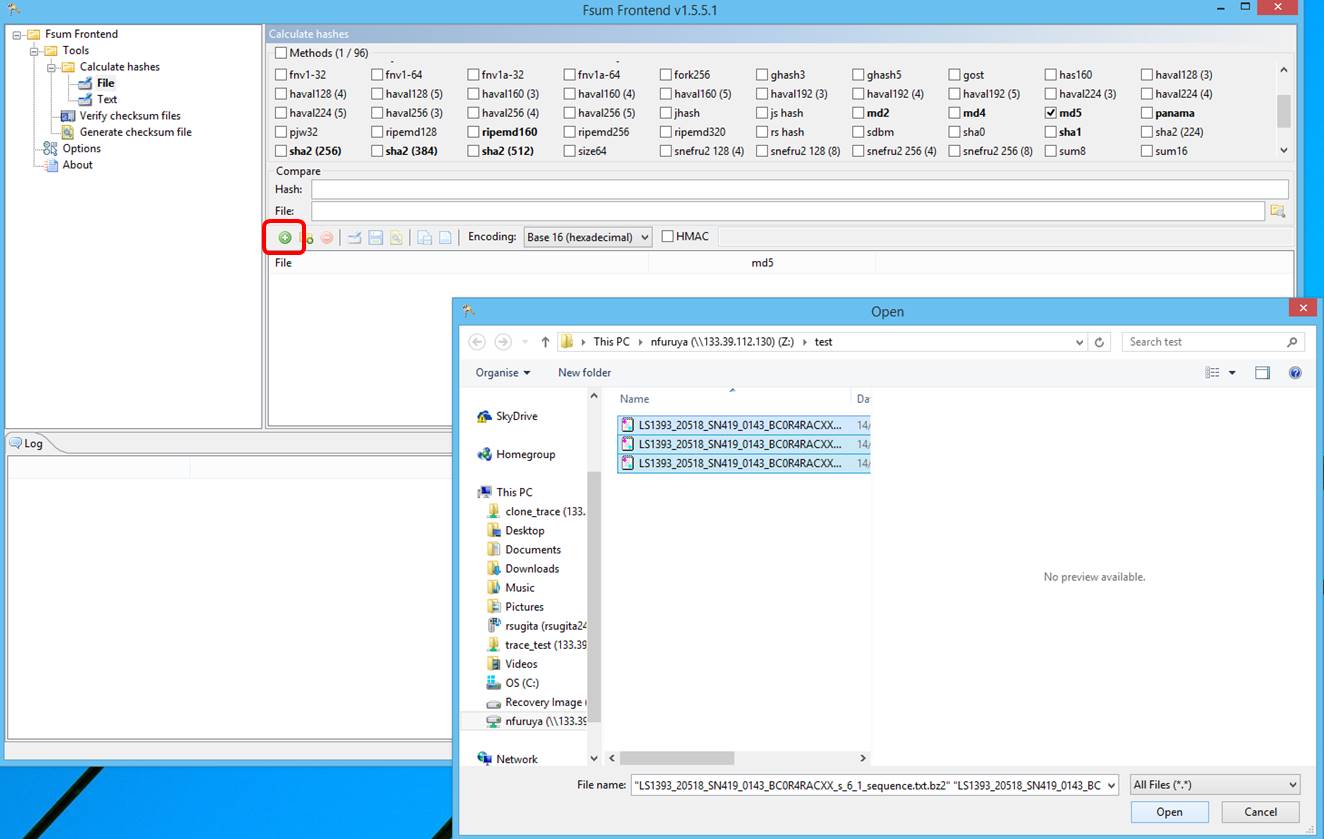 Fsum Frontend v1.5.5.1
Fsum Frontend
Tools
Calculate hashes
File
Text
Verify checksum files
Generate checksum file
Options
About
Calculate hashes
Methods (1 / 96)
fnv1-32 fnv1-64 fnv1a-32 fnv1a-64 fork256 ghash3 ghash5 gost has160 haval128 (3)
haval128 (4) haval128 (5) haval160 (3) haval160 (4) haval160 (5) haval192 (3) haval192 (4) haval192 (5) haval224 (3) haval224 (4)
haval224 (5) haval256 (3) haval256 (4) haval256 (5) jhash js hash md2 md4 md5 panama
pjw32 ripemd128 ripemd160 ripemd256 ripemd320 rs hash sdbm sha0 sha1 sha2 (224)
sha2 (256) sha2 (384) sha2 (512) size64 snefru2 128 (4) snefru2 128 (8) snefru2 256 (4) snefru2 256 (8) sum8 sum16
Compare
Hash:
File:
Encoding: Base 16 (hexadecimal) HMAC
File md5
Log
Open
This PC nfuruya (\\133.39.112.130) (Z:) test Search test
Organise New folder
SkyDrive
Homegroup
This PC
clone_trace (133.
Desktop
Documents
Downloads
Music
Pictures
rsugita (rsugita24
trace_test (133.39
Videos
OS (C:)
Recovery Image (
nfuruya (\\133.39
Network
Name Da
LS1393_20518_SN419_0143_BC0R4RACXX... 14/
LS1393_20518_SN419_0143_BC0R4RACXX... 14/
LS1393_20518_SN419_0143_BC0R4RACXX... 14/
No preview available.
File name: "LS1393_20518_SN419_0143_BC0R4RACXX_s_6_1_sequence.txt.bz2" "LS1393_20518_SN419_0143_BC All Files (*.*)
Open Cancel